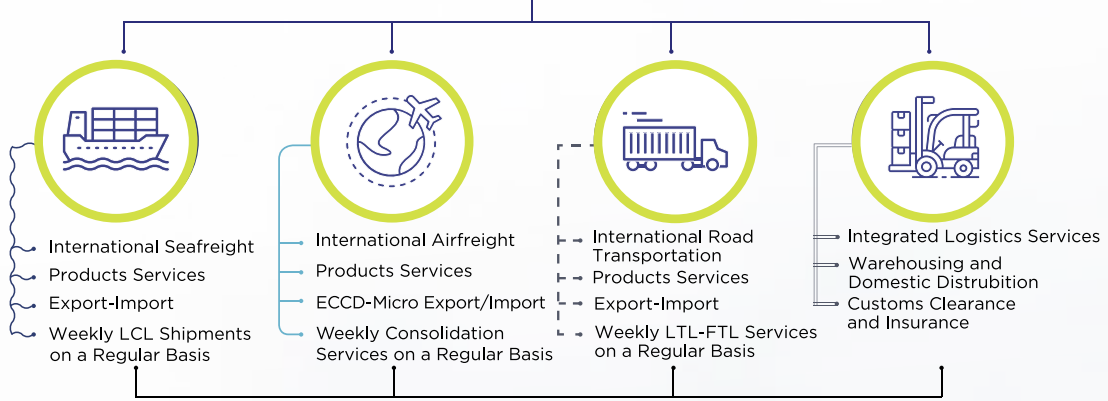 International Seafreight
Products Services
Export-Import
Weekly LCL Shipments
on a Regular Basis
International Airfreight
Products Services
ECCD-Micro Export/Import
Weekly Consolidation
Services on a Regular Basis
International Road
Transportation
Products Services
Export-Import
Weekly LTL-FTL Services
on a Regular Basis
Integrated Logistics Services
Warehousing and
Domestic Distrubition
Customs Clearance
and Insurance